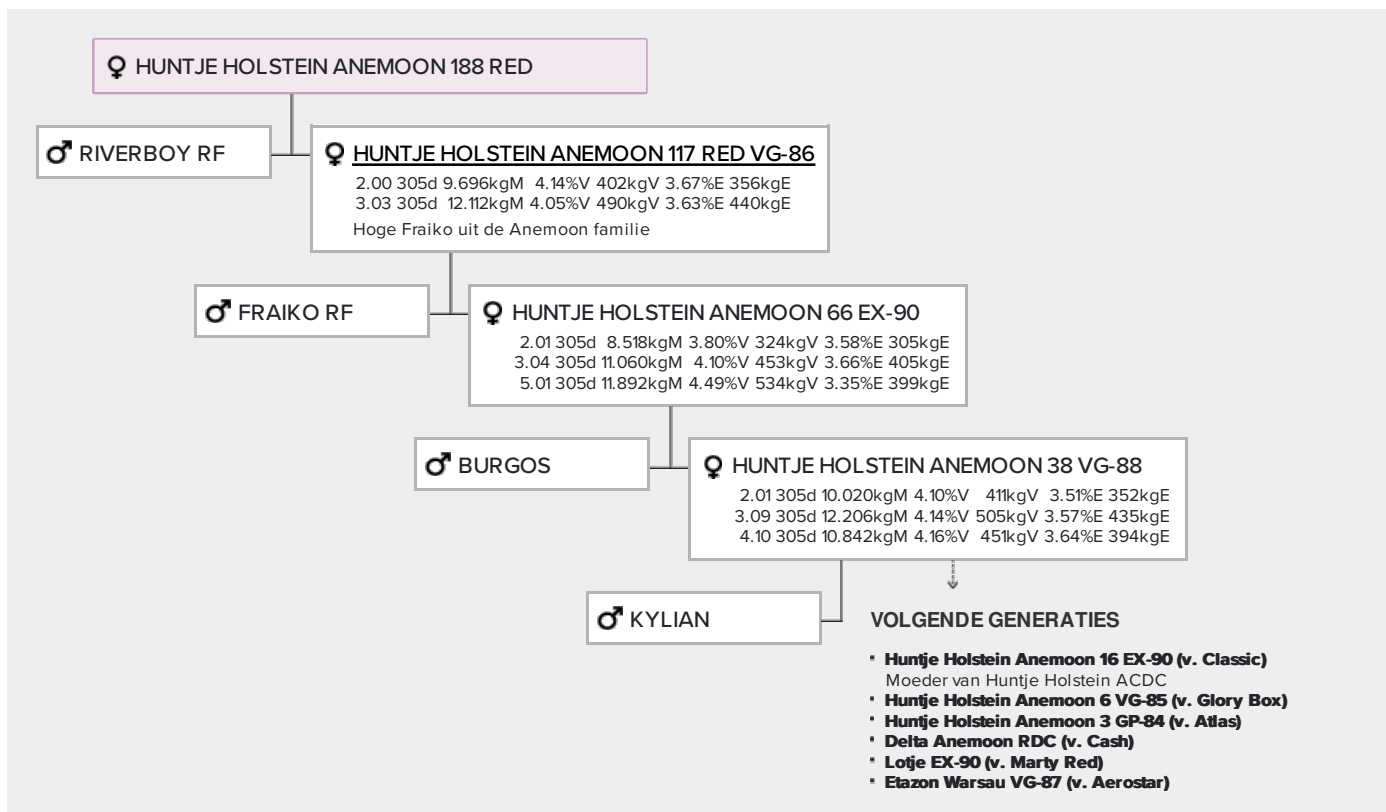 HUNTJE HOLSTEIN ANEMOON 188 RED
RIVERBOY RF
HUNTJE HOLSTEIN ANEMOON 117 RED VG-86
2.00 305d 9.696kgM 4.14%V 402kgV 3.67%E 356kgE
3.03 305d 12.112kgM 4.05%V 490kgV 3.63%E 440kgE
Hoge Fraiko uit de Anemoon familie
FRAIKO RF
HUNTJE HOLSTEIN ANEMOON 66 EX-90
2.01 305d 8.518kgM 3.80%V 324kgV 3.58%E 305kgE
3.04 305d 11.060kgM 4.10%V 453kgV 3.66%E 405kgE
5.01 305d 11.892kgM 4.49%V 534kgV 3.35%E 399kgE
BURGOS
HUNTJE HOLSTEIN ANEMOON 38 VG-88
2.01 305d 10.020kgM 4.10%V 411kgV 3.51%E 352kgE
3.09 305d 12.206kgM 4.14%V 505kgV 3.57%E 435kgE
4.10 305d 10.842kgM 4.16%V 451kgV 3.64%E 394kgE
KYLIAN
VOLGENDE GENERATIES
Huntje Holstein Anemoon 16 EX-90 (v. Classic)
Moeder van Huntje Holstein ACDC
Huntje Holstein Anemoon 6 VG-85 (v. Glory Box)
Huntje Holstein Anemoon 3 GP-84 (v. Atlas)
Delta Anemoon RDC (v. Cash)
Lotje EX-90 (v. Marty Red)
Etazon Warsau VG-87 (v. Aerostar)